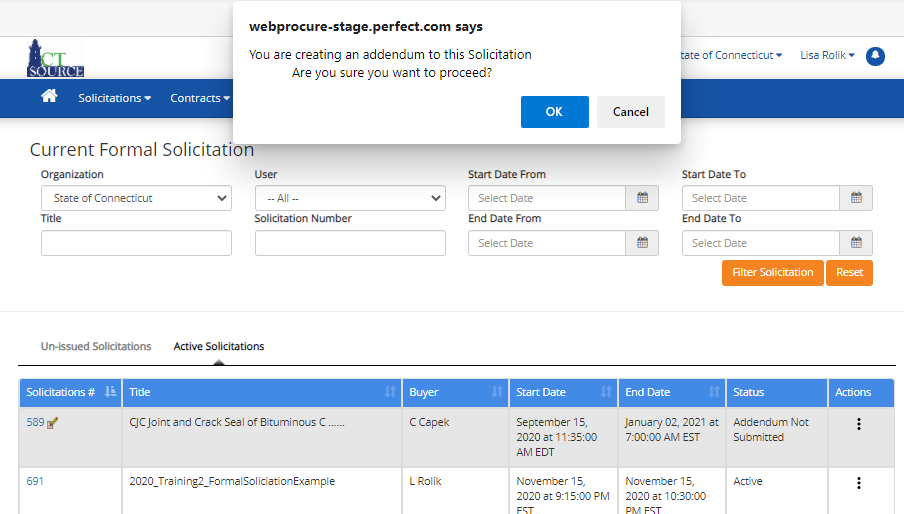 webprocure-stage.perfect.com says
You are creating an addendum to this Solicitation
Are you sure you want to proceed?
OK Cancel
CT
SOURCE
tate of Connecticut Lisa Rolik
Solicitations Contracts
Current Formal Solicitation
Organization User Start Date From Start Date To
State of Connecticut -- All -- Select Date Select Date
Title Solicitation Number End Date From End Date To
Select Date Select Date
Filter Solicitation Reset
Un-issued Solicitations Active Solicitations
Solicitations # Title Buyer Start Date End Date Status Actions
589 CJC Joint and Crack Seal of Bituminous C ...... C Capek September 15, January 02, 2021 at Addendum Not
2020 at 11:35:00 7:00:00 AM EST Submitted
AM EDT
691 2020_Training2_FormalSoliciationExample L Rolik November 15, November 15, Active
2020 at 9:15:00 PM 2020 at 10:30:00
EST PM EST